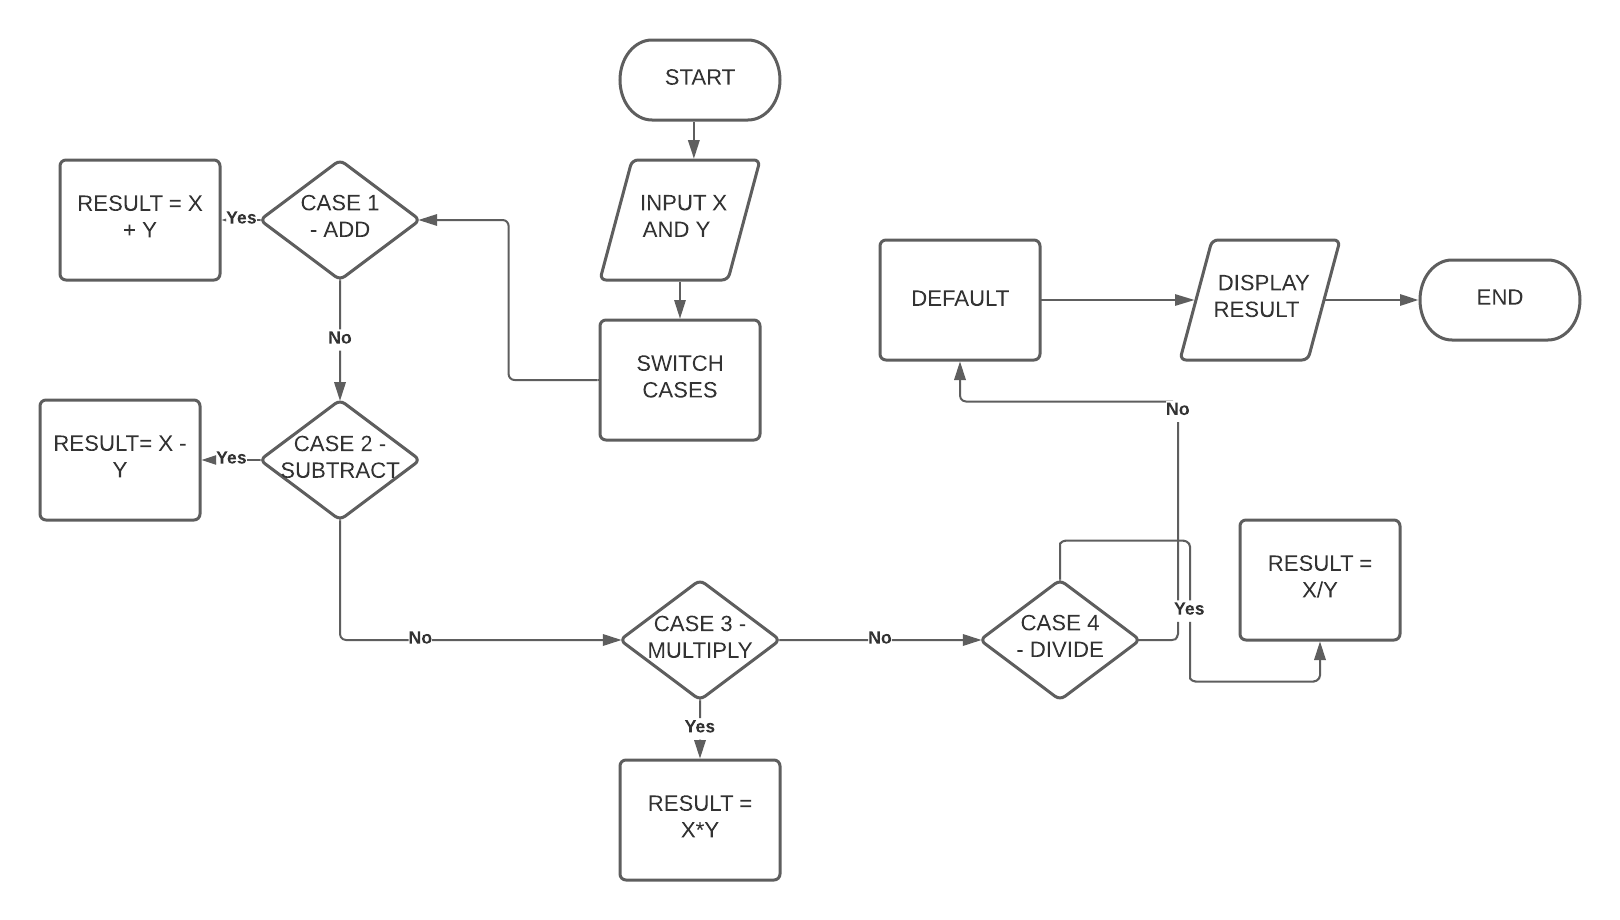 START
INPUT X
AND Y
SWITCH
CASES
CASE 1
- ADD
Yes
RESULT = X
+ Y
No
CASE 2 -
SUBTRACT
Yes
RESULT= X -
Y
No
CASE 3 -
MULTIPLY
Yes
RESULT =
X*Y
No
CASE 4
- DIVIDE
Yes
RESULT =
X/Y
No
DEFAULT
DISPLAY
RESULT
END